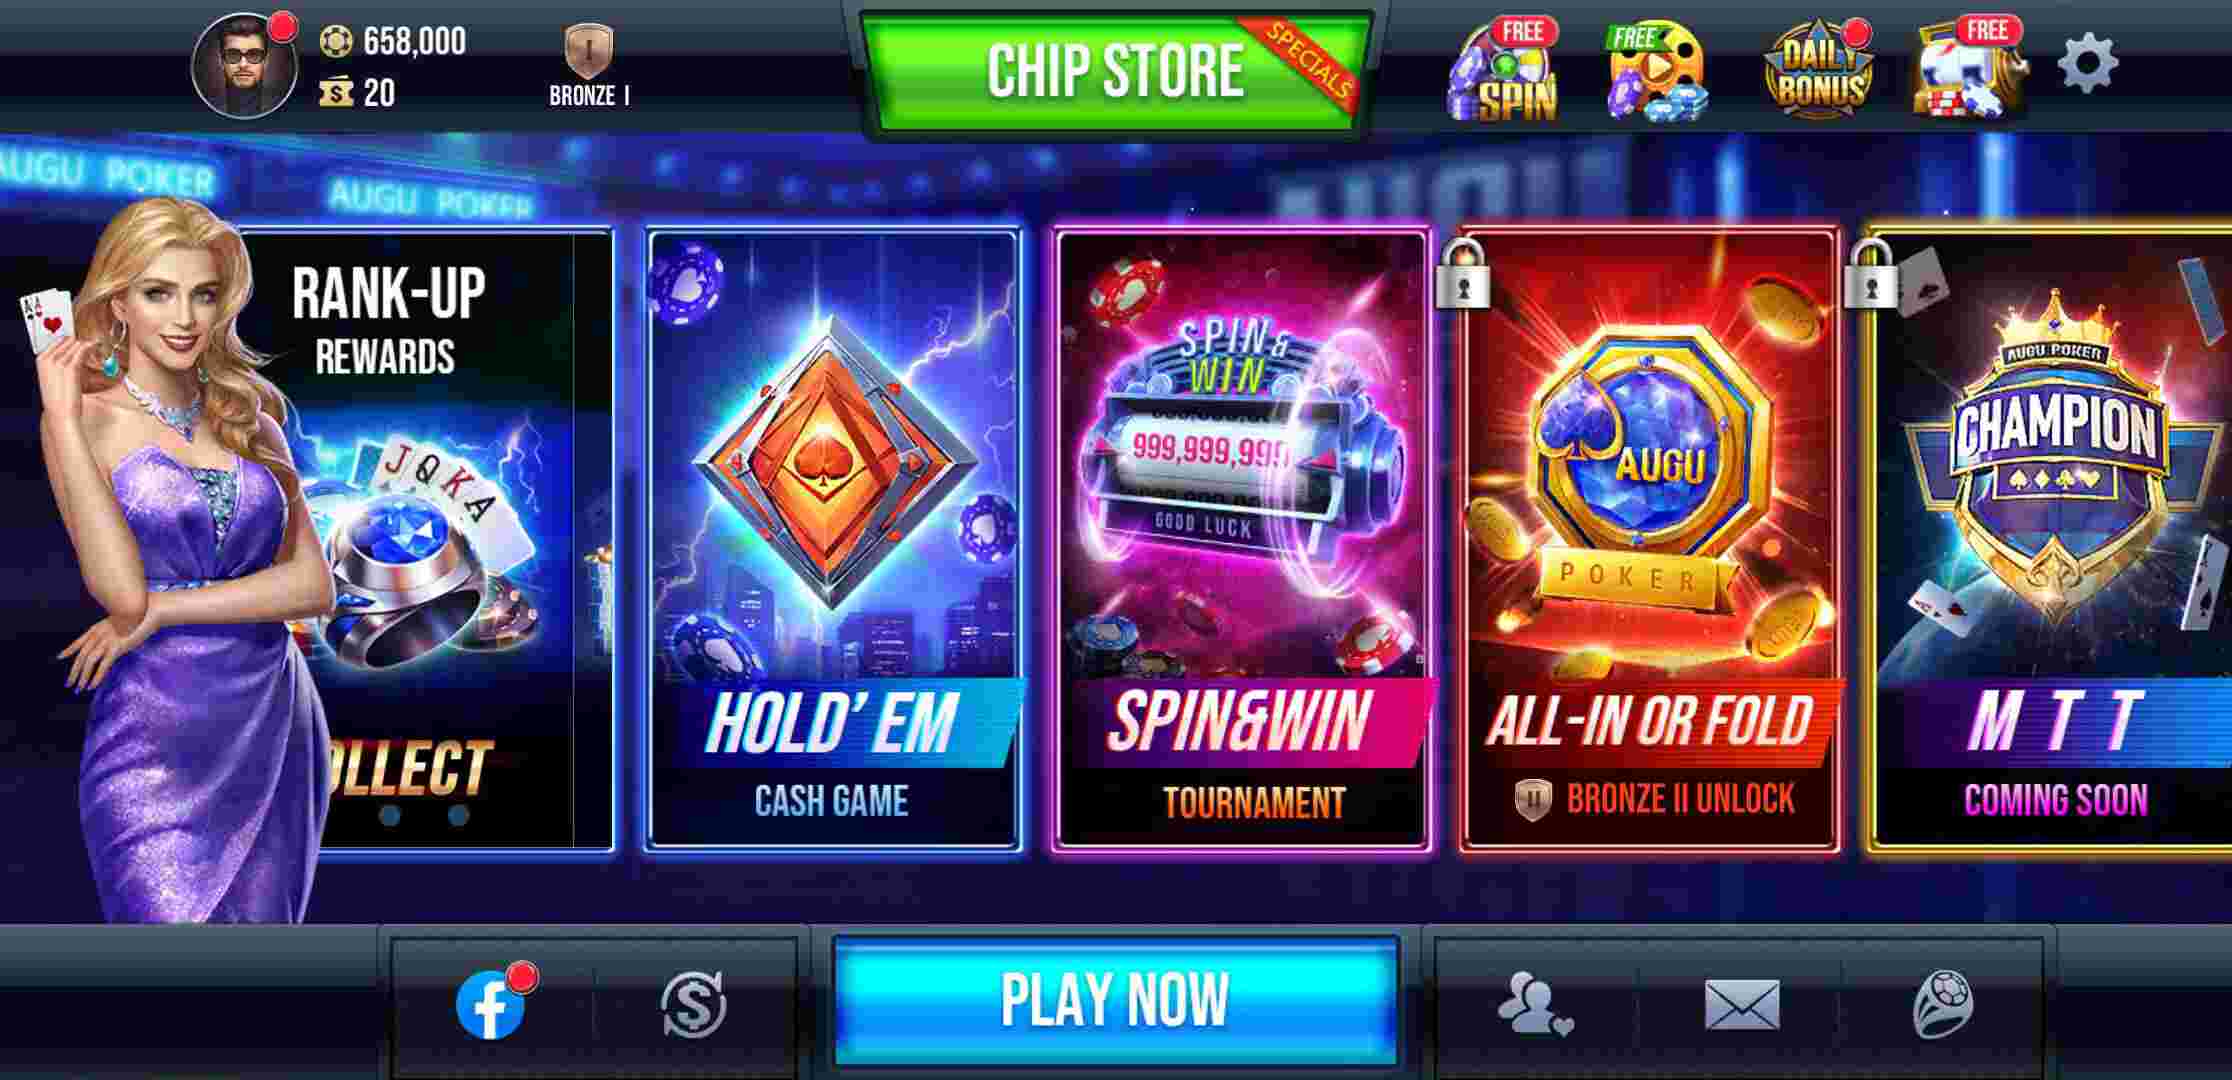 658,000
20
BRONZE I
CHIP STORE
SPECIALS
FREE
SPIN
FREE
DAILY
BONUS
FREE
AUGU POKER
AUGU POKER
RANK-UP
REWARDS
J Q K A
OLLECT
HOLD' EM
CASH GAME
SPIN&
WIN
999,999,999
GOOD LUCK
SPIN&WIN
TOURNAMENT
AUGU
POKER
ALL-IN OR FOLD
II
BRONZE II UNLOCK
AUGU POKER
CHAMPION
MTT
COMING SOON
PLAY NOW